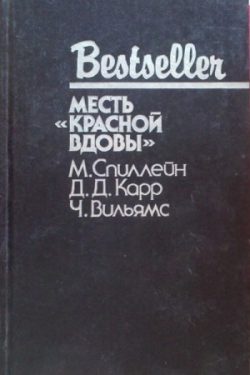 Bestseller
МЕСТЬ
«КРАСНОЙ
ВДОВЫ»
М. Спиллейн
Д. Д. Карр
Ч. Вильямс